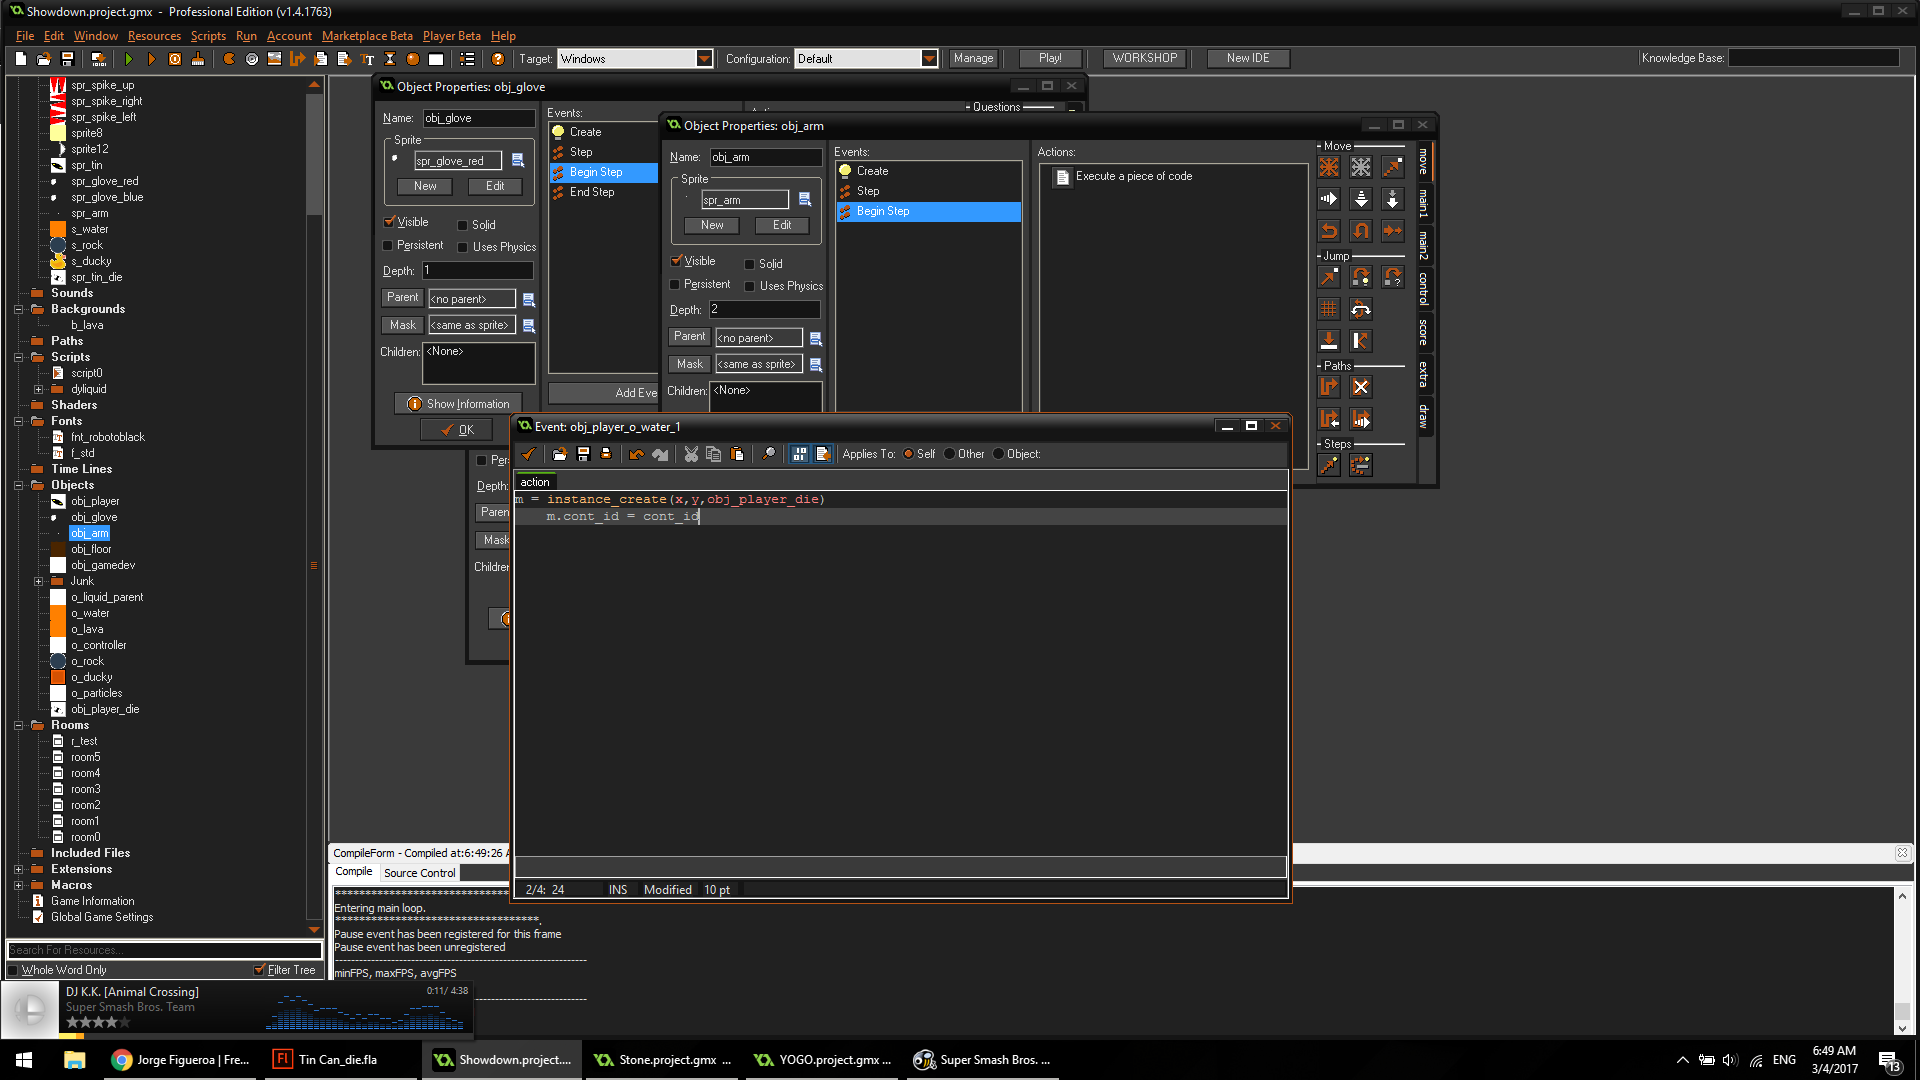 Showdown.project.gmx - Professional Edition (v1.4.1763)
File Edit Window Resources Scripts Run Account Marketplace Beta Player Beta Help
Target: Windows Configuration: Default Manage Play! WORKSHOP New IDE Knowledge Base:
spr_spike_up
spr_spike_right
spr_spike_left
sprite8
sprite12
spr_tin
spr_glove_red
spr_glove_blue
spr_arm
s_water
s_rock
s_ducky
spr_tin_die
Sounds
Backgrounds
b_lava
Paths
Scripts
script0
dyliquid
Shaders
Fonts
fnt_robotoblack
f_std
Time Lines
Objects
obj_player
obj_glove
obj_arm
obj_floor
obj_gamedev
Junk
o_liquid_parent
o_water
o_lava
o_controller
o_rock
o_ducky
o_particles
obj_player_die
Rooms
r_test
room5
room4
room3
room2
room1
room0
Included Files
Extensions
Macros
Game Information
Global Game Settings
Search For Resources...
Whole Word Only Filter Tree
Object Properties: obj_glove
Name: obj_glove
Sprite
spr_glove_red
New Edit
Visible Solid
Persistent Uses Physics
Depth: 1
Parent <no parent>
Mask <same as sprite>
Children: <None>
Show Information
OK
Events:
Create
Step
Begin Step
End Step
Add Eve
Questions
Object Properties: obj_arm
Name: obj_arm
Sprite
spr_arm
New Edit
Visible Solid
Persistent Uses Physics
Depth: 2
Parent <no parent>
Mask <same as sprite>
Children: <None>
Events:
Create
Step
Begin Step
Actions:
Execute a piece of code
Move
Jump
Paths
Steps
move
main1
main2
control
score
extra
draw
Per
Depth:
Paren
Mask
Childre
Event: obj_player_o_water_1
Applies To: Self Other Object:
action
m = instance_create(x,y,obj_player_die)
m.cont_id = cont_id
2/4: 24 INS Modified 10 pt
CompileForm - Compiled at:6:49:26 A
Compile Source Control
Entering main loop.
**********************************.
Pause event has been registered for this frame
Pause event has been unregistered
minFPS, maxFPS, avgFPS
DJ K.K. [Animal Crossing] 0:11/ 4:38
Super Smash Bros. Team
Jorge Figueroa | Fre...
Fl Tin Can_die.fla
Showdown.project....
Stone.project.gmx ...
YOGO.project.gmx ...
Super Smash Bros. ...
ENG
6:49 AM
3/4/2017
13